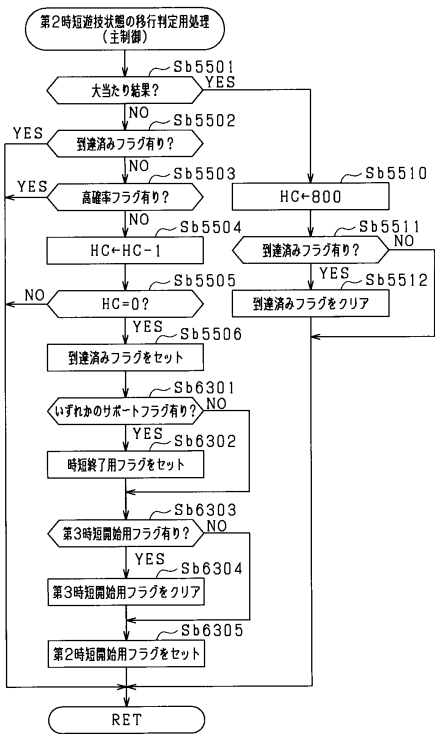 第2時短遊技状態の移行判定用処理
(主制御)
Sb5501
大当たり結果?
YES
NO
Sb5502
YES
到達済みフラグ有り?
NO
Sb5503
YES
高確率フラグ有り?
NO
Sb5504
HC←HC-1
Sb5505
NO
HC=0?
YES
Sb5506
到達済みフラグをセット
Sb6301
いずれかのサポートフラグ有り?
NO
YES
Sb6302
時短終了用フラグをセット
Sb6303
第3時短開始用フラグ有り?
NO
YES
Sb6304
第3時短開始用フラグをクリア
Sb6305
第2時短開始用フラグをセット
RET
Sb5510
HC←800
Sb5511
到達済みフラグ有り?
NO
YES
Sb5512
到達済みフラグをクリア